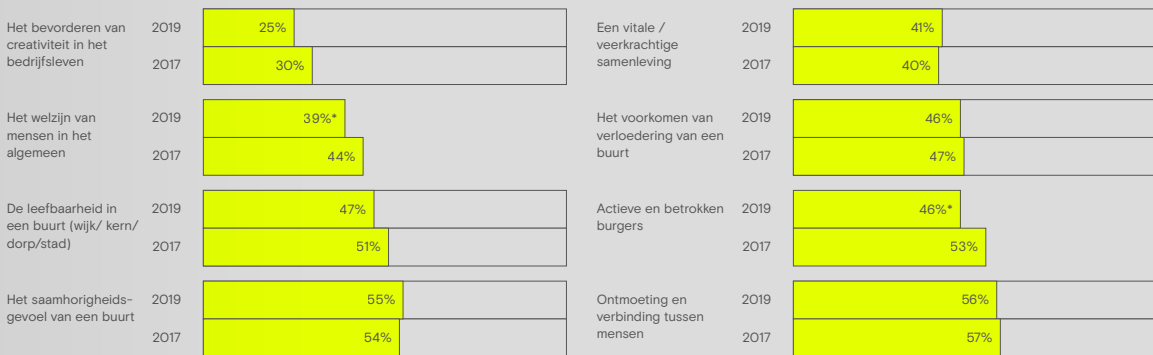 Het bevorderen van
creativiteit in het
bedrijfsleven
2019
25%
2017
30%
Het welzijn van
mensen in het
algemeen
2019
39%*
2017
44%
De leefbaarheid in
een buurt (wijk/ kern/
dorp/stad)
2019
47%
2017
51%
Het saamhorigheids-
gevoel van een buurt
2019
55%
2017
54%
Een vitale /
veerkrachtige
samenleving
2019
41%
2017
40%
Het voorkomen van
verloedering van een
buurt
2019
46%
2017
47%
Actieve en betrokken
burgers
2019
46%*
2017
53%
Ontmoeting en
verbinding tussen
mensen
2019
56%
2017
57%